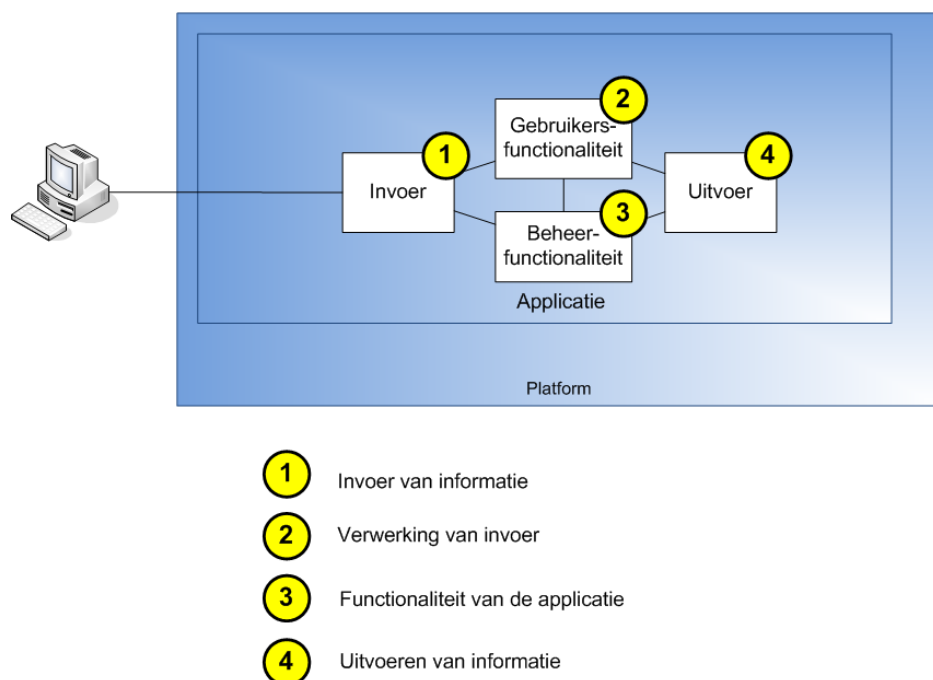 2
Gebruikers-
functionaliteit
1
4
Invoer
Uitvoer
3
Beheer-
functionaliteit
Applicatie
Platform
1 Invoer van informatie
2 Verwerking van invoer
3 Functionaliteit van de applicatie
4 Uitvoeren van informatie